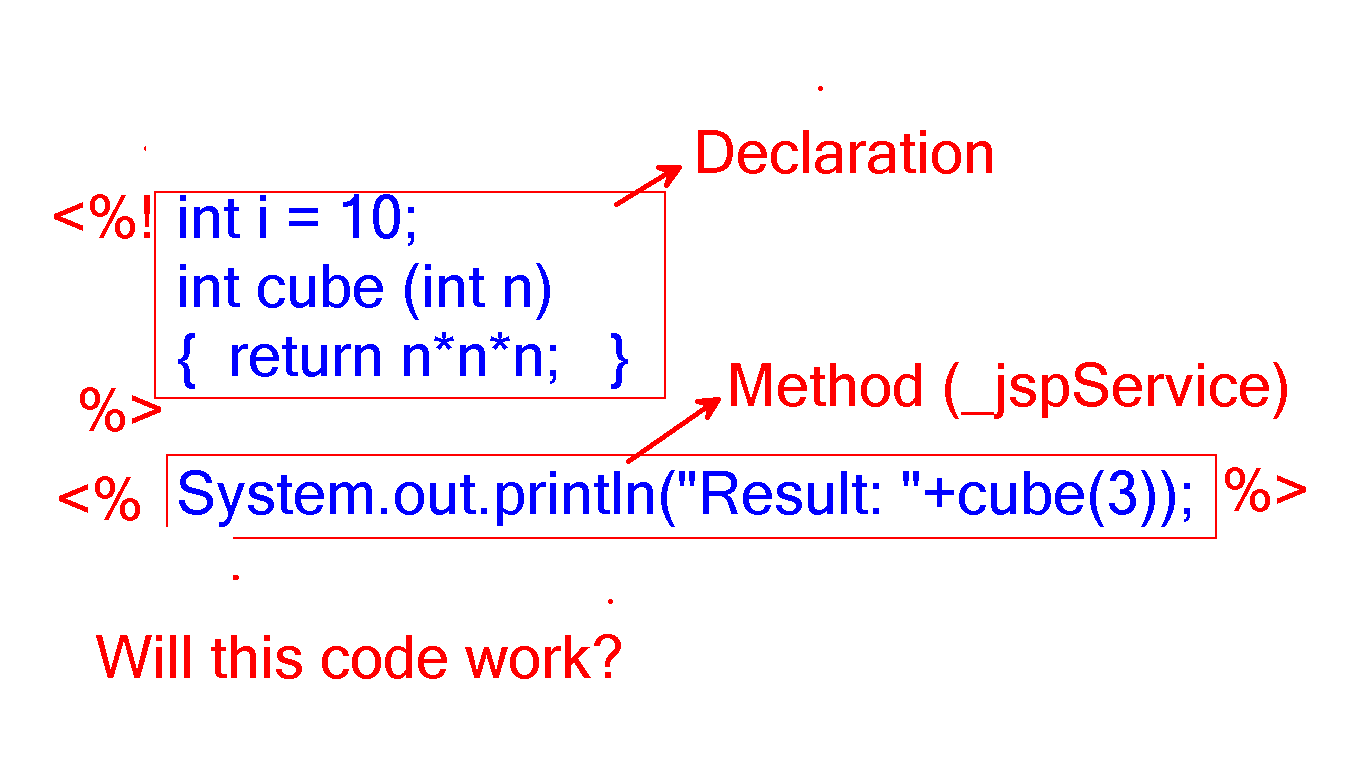 Declaration
<%! int i = 10;
int cube (int n)
{ return n*n*n; }
%>
Method (_jspService)
<% System.out.println("Result: "+cube(3)); %>
Will this code work?